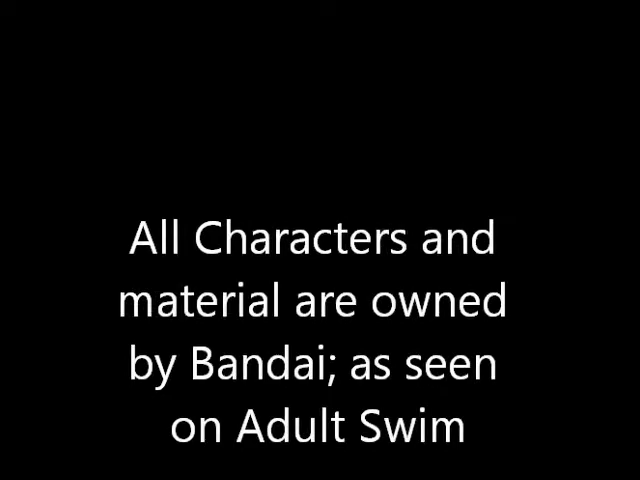 All Characters and
material are owned
by Bandai; as seen
on Adult Swim